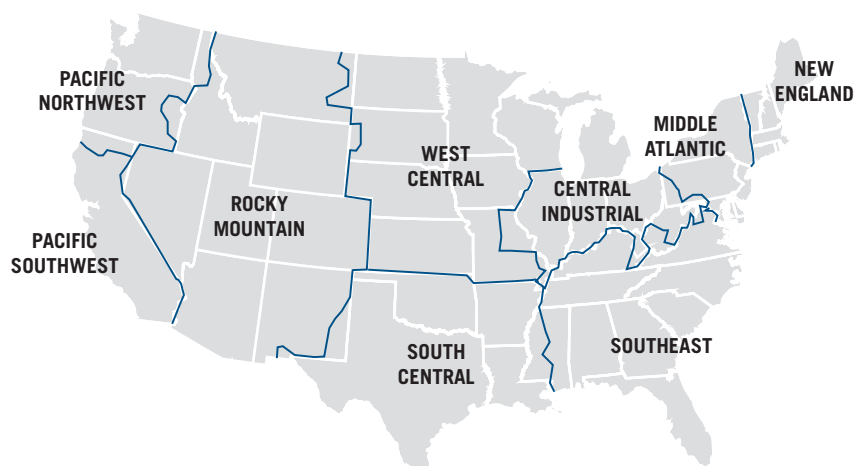 PACIFIC
NORTHWEST
NEW
ENGLAND
MIDDLE
ATLANTIC
WEST
CENTRAL
CENTRAL
INDUSTRIAL
ROCKY
MOUNTAIN
PACIFIC
SOUTHWEST
SOUTH
CENTRAL
SOUTHEAST